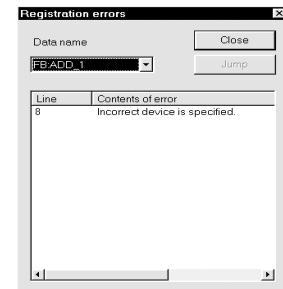 Registration errors
Data name
Close
FB:ADD_1
Jump
Line Contents of error
8 Incorrect device is specified.